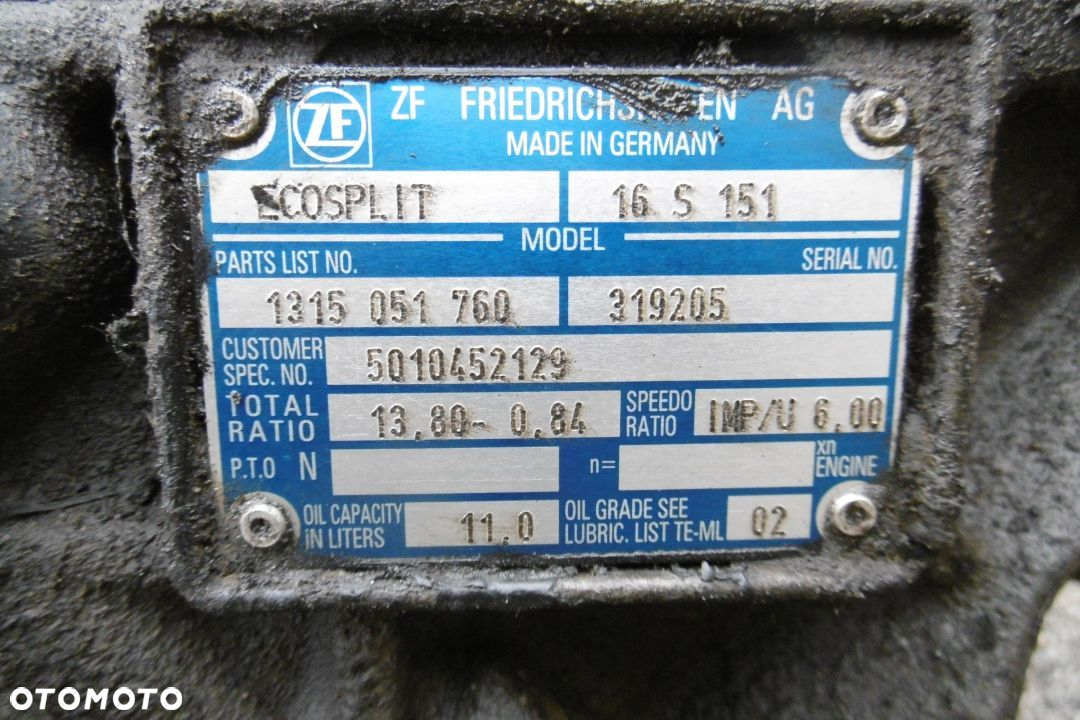 ZF
ZF FRIEDRICHSHAFEN AG
MADE IN GERMANY
ECOSPLIT 16 S 151
MODEL
PARTS LIST NO. SERIAL NO.
1315 051 760 319205
CUSTOMER
SPEC. NO. 5010452129
TOTAL
RATIO 13,80- 0,84 SPEEDO
RATIO IMP/U 6.00
P.T.O N n= xn
ENGINE
OIL CAPACITY
IN LITERS 11,0 OIL GRADE SEE
LUBRIC. LIST TE-ML 02
OTOMOTO